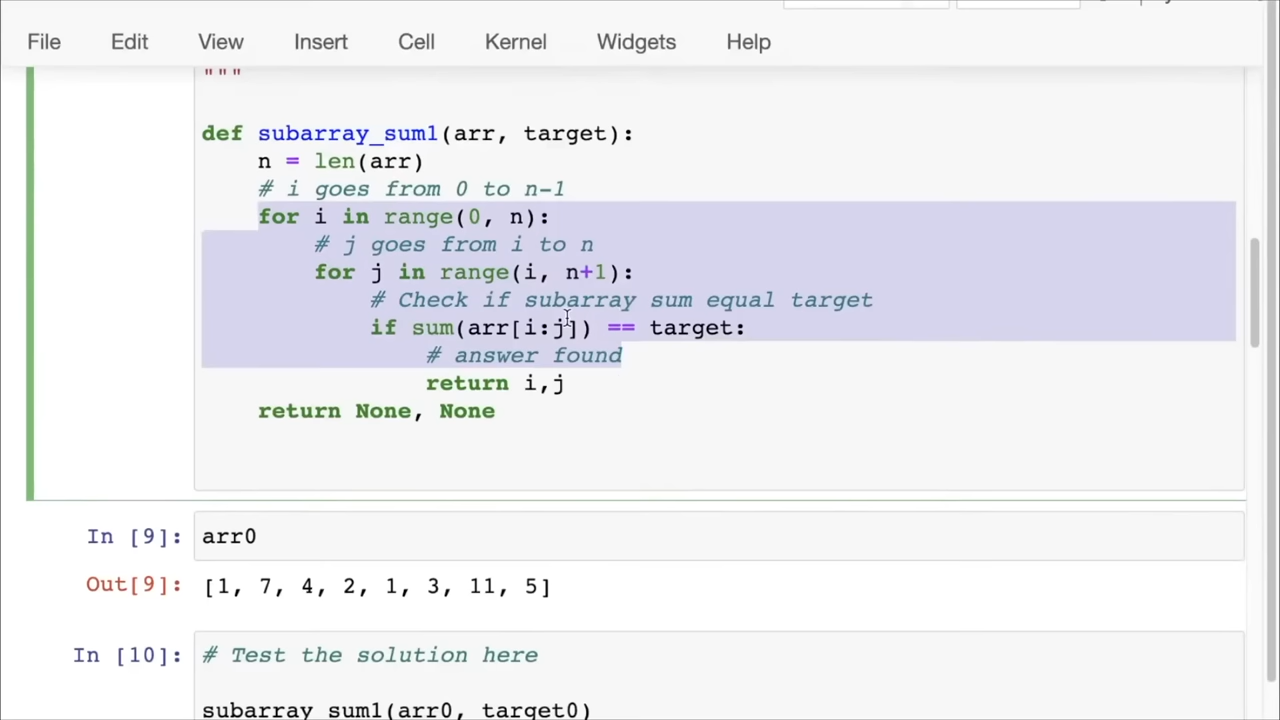 File Edit View Insert Cell Kernel Widgets Help
"""
def subarray_sum1(arr, target):
    n = len(arr)
    # i goes from 0 to n-1
    for i in range(0, n):
        # j goes from i to n
        for j in range(i, n+1):
            # Check if subarray sum equal target
            if sum(arr[i:j]) == target:
                # answer found
                return i,j
    return None, None
In [9]: arr0
Out[9]: [1, 7, 4, 2, 1, 3, 11, 5]
In [10]: # Test the solution here
subarray_sum1(arr0, target0)